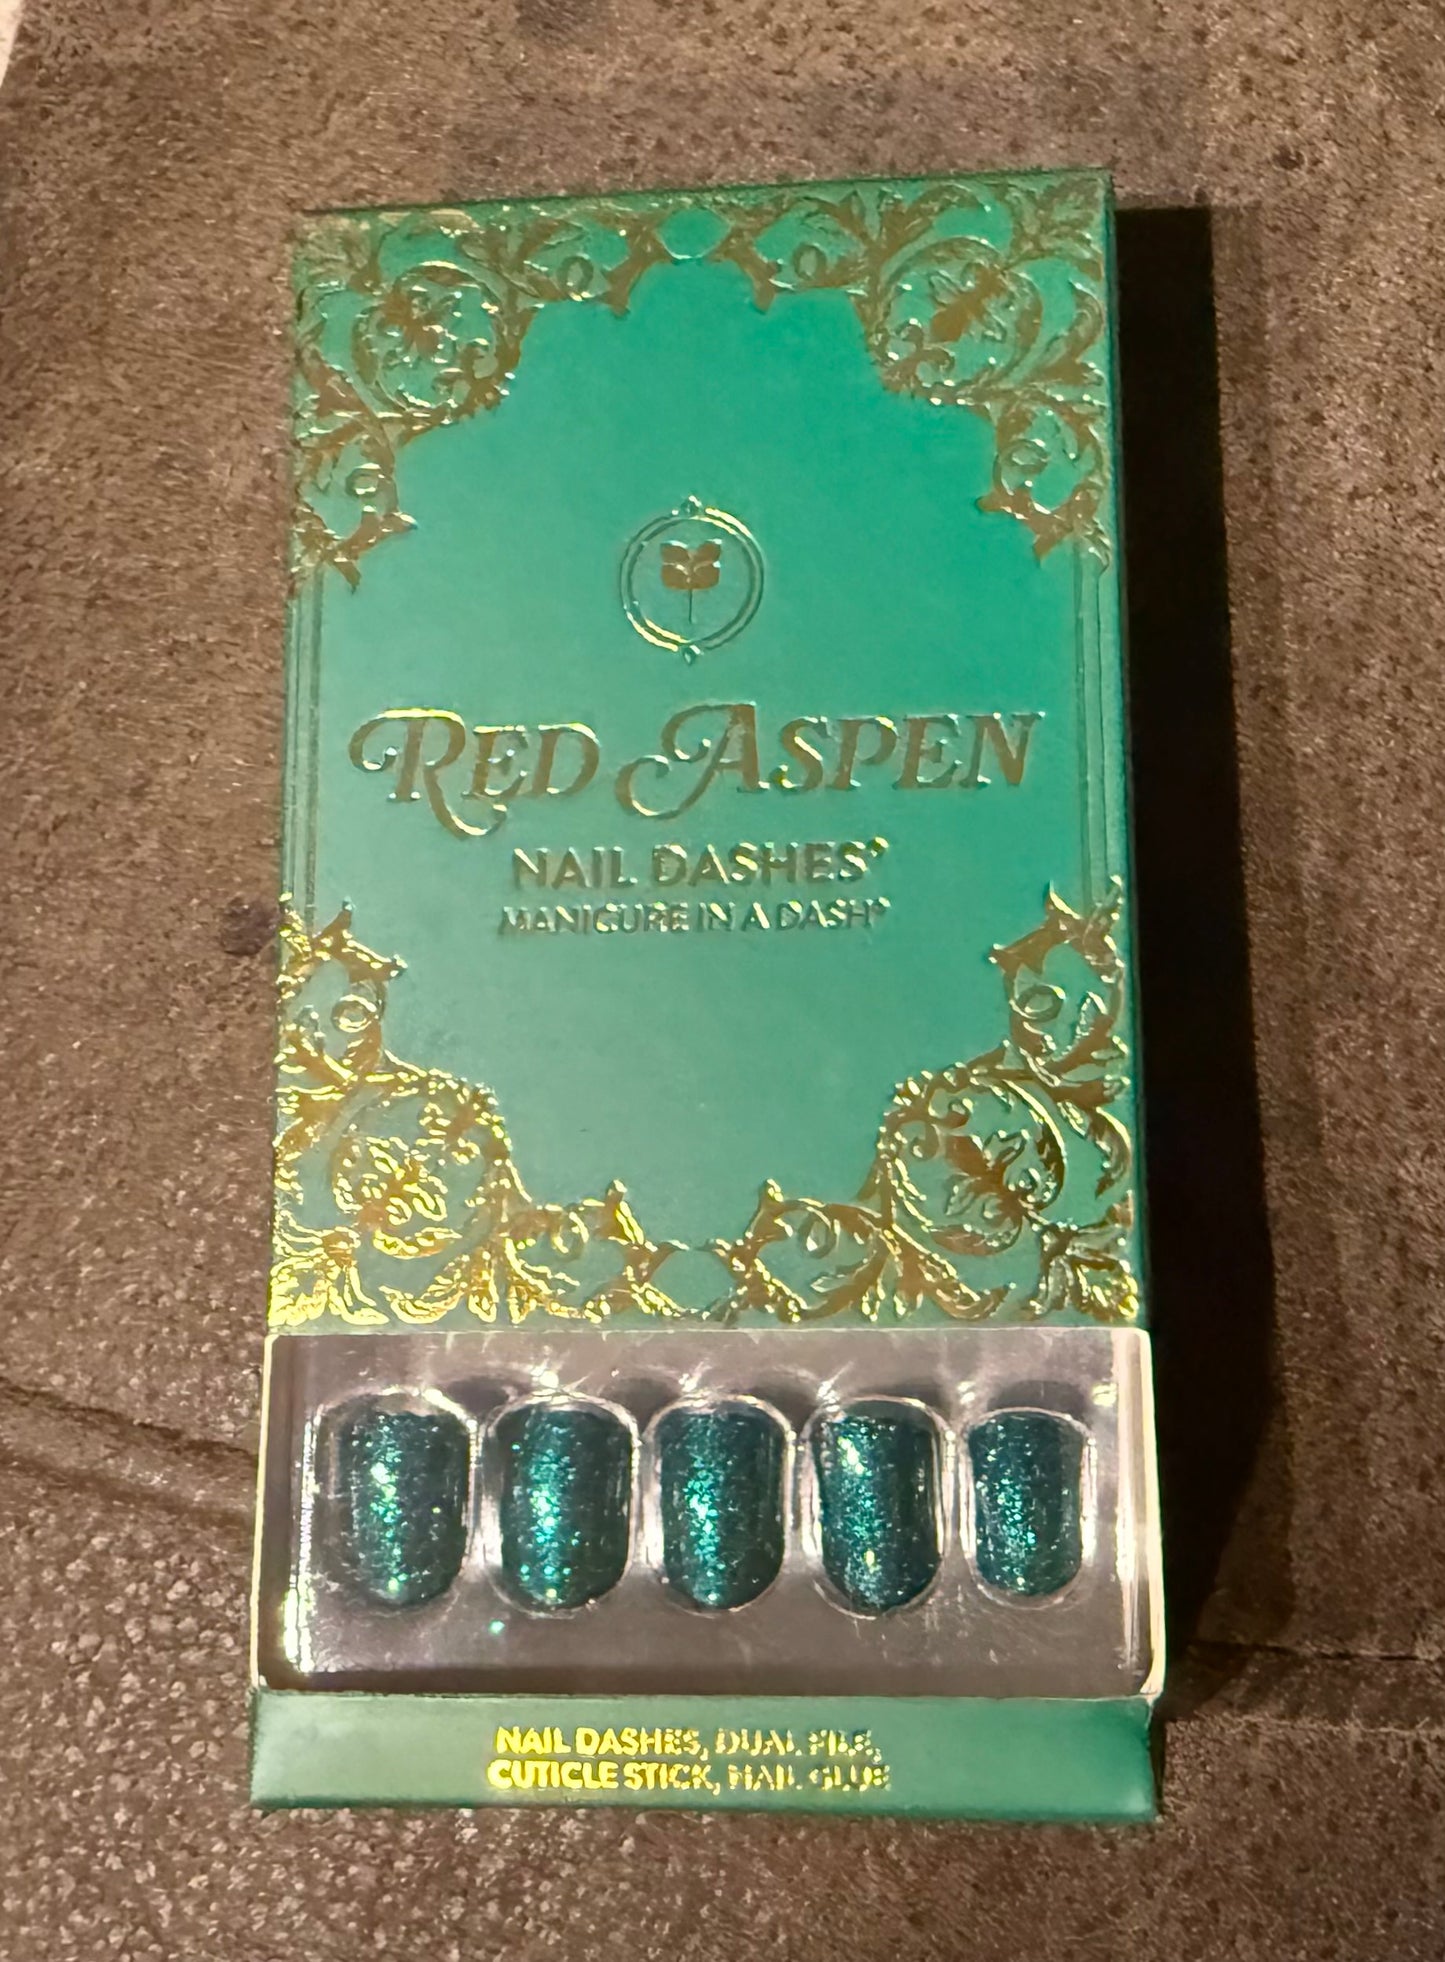 RED ASPEN
NAIL DASHES®
MANICURE IN A DASH®
NAIL DASHES, DUAL FILE,
CUTICLE STICK, NAIL GLUE